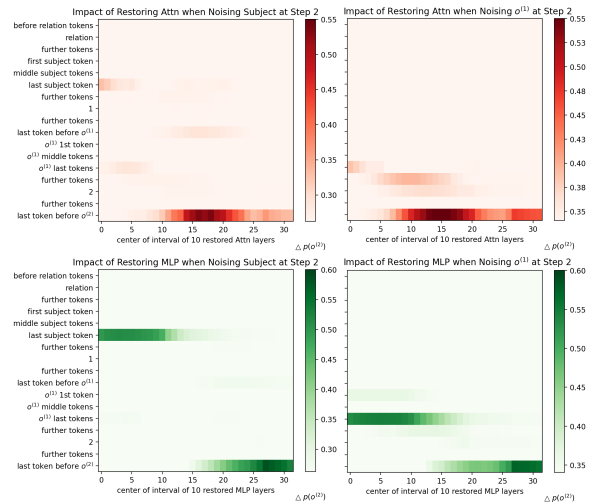 Impact of Restoring Attn when Noising Subject at Step 2
before relation tokens
relation
further tokens
first subject token
middle subject tokens
last subject token
further tokens
1
further tokens
last token before o^(1)
o^(1) 1st token
o^(1) middle tokens
o^(1) last tokens
further tokens
2
further tokens
last token before o^(2)
0 5 10 15 20 25 30
center of interval of 10 restored Attn layers
0.55
0.50
0.45
0.40
0.35
0.30
△ p(o^(2))
Impact of Restoring Attn when Noising o^(1) at Step 2
0 5 10 15 20 25 30
center of interval of 10 restored Attn layers
0.55
0.53
0.50
0.48
0.45
0.43
0.40
0.38
0.35
△ p(o^(2))
Impact of Restoring MLP when Noising Subject at Step 2
before relation tokens
relation
further tokens
first subject token
middle subject tokens
last subject token
further tokens
1
further tokens
last token before o^(1)
o^(1) 1st token
o^(1) middle tokens
o^(1) last tokens
further tokens
2
further tokens
last token before o^(2)
0 5 10 15 20 25 30
center of interval of 10 restored MLP layers
0.60
0.55
0.50
0.45
0.40
0.35
0.30
△ p(o^(2))
Impact of Restoring MLP when Noising o^(1) at Step 2
0 5 10 15 20 25 30
center of interval of 10 restored MLP layers
0.60
0.55
0.50
0.45
0.40
0.35
△ p(o^(2))